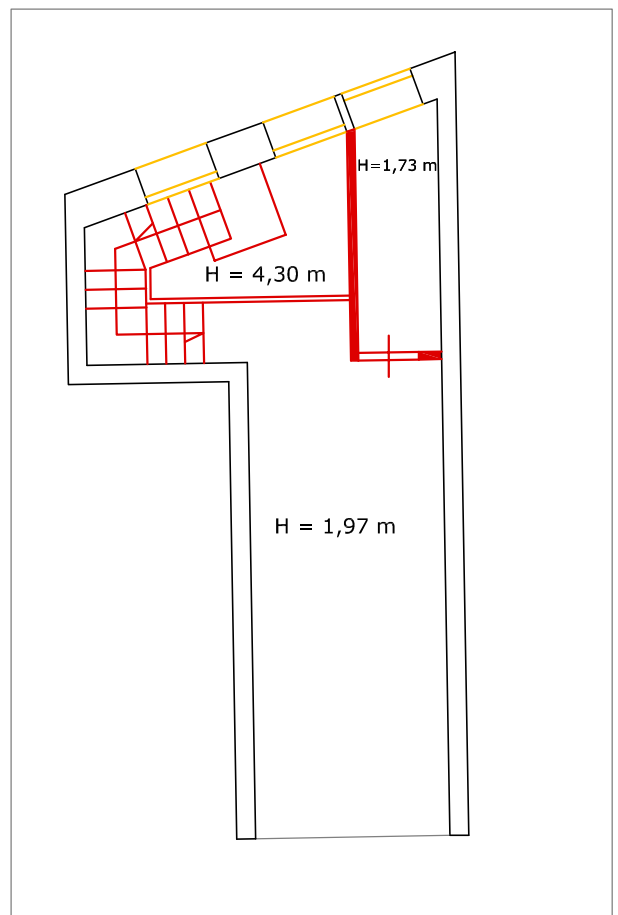 H=1,73 m
H = 4,30 m
H = 1,97 m